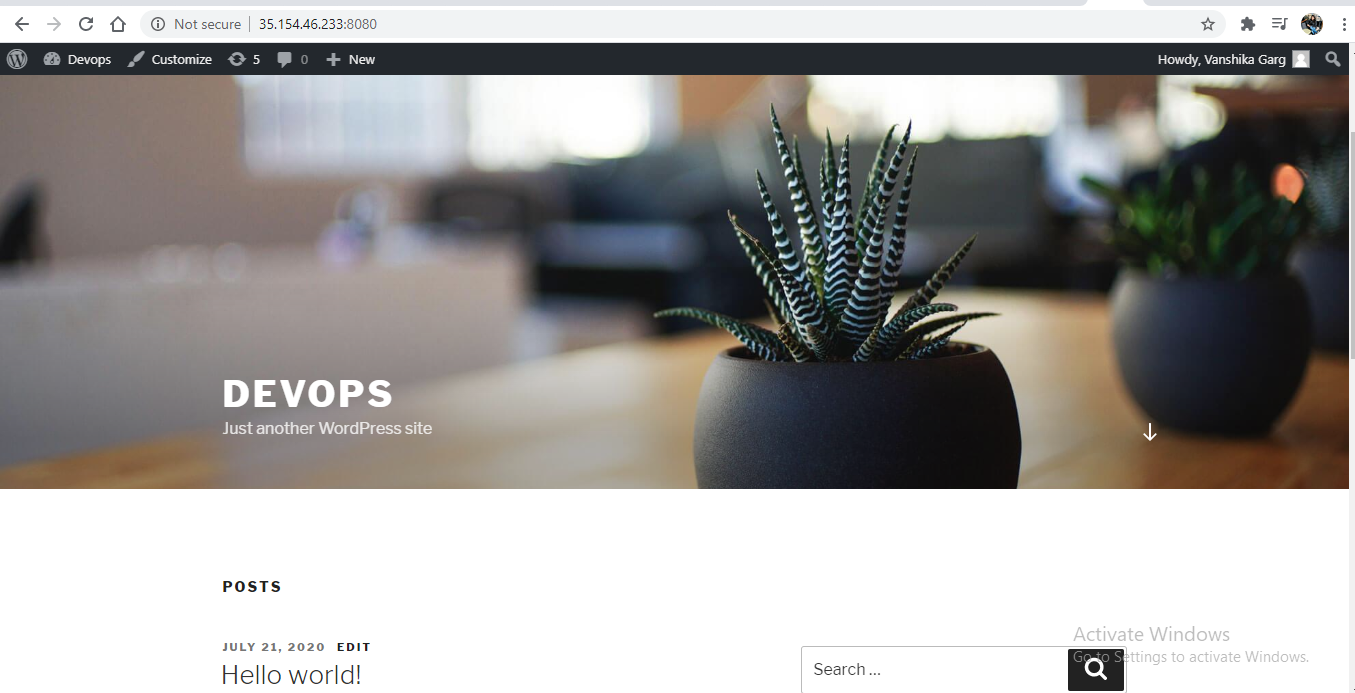 Not secure 35.154.46.233:8080
Devops Customize 5 0 New Howdy, Vanshika Garg
DEVOPS
Just another WordPress site
POSTS
JULY 21, 2020 EDIT
Hello world!
Search ...
Activate Windows
Go to Settings to activate Windows.